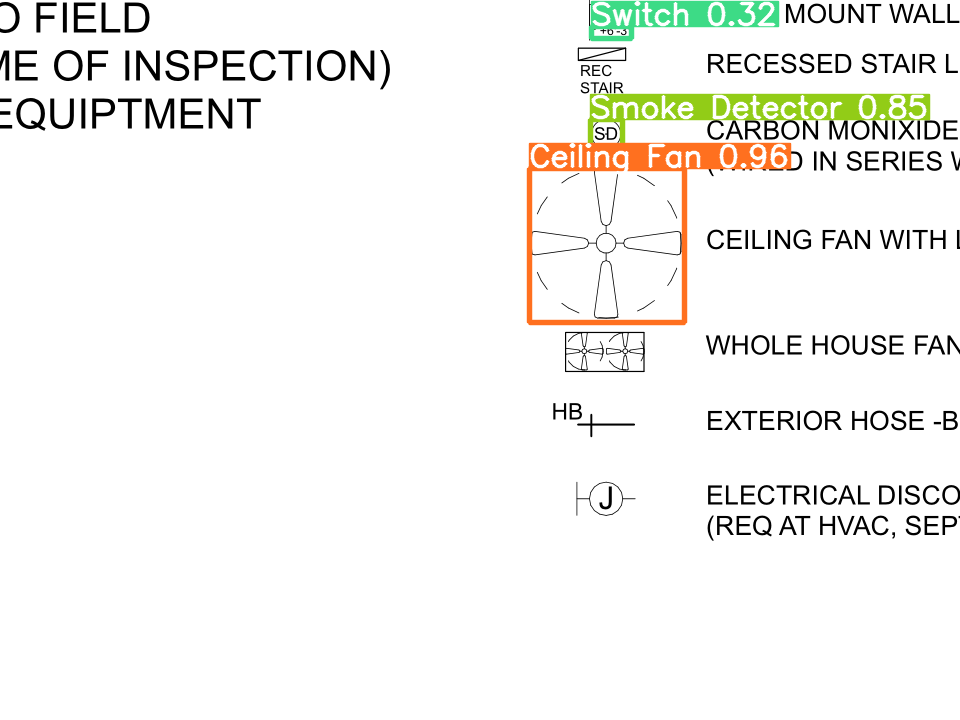 O FIELD
ME OF INSPECTION)
EQUIPTMENT
Switch 0.32
MOUNT WALL
+6'-3
REC
STAIR
RECESSED STAIR L
Smoke Detector 0.85
SD
CARBON MONIXIDE
Ceiling Fan 0.96
D IN SERIES W
CEILING FAN WITH L
WHOLE HOUSE FAN
HB
EXTERIOR HOSE -B
J
ELECTRICAL DISCO
(REQ AT HVAC, SEPT